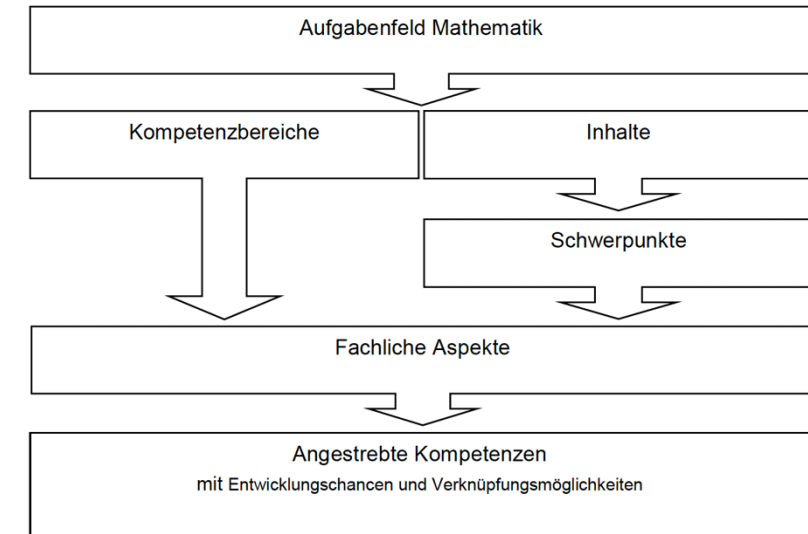 Aufgabenfeld Mathematik
Kompetenzbereiche
Inhalte
Schwerpunkte
Fachliche Aspekte
Angestrebte Kompetenzen
mit Entwicklungschancen und Verknüpfungsmöglichkeiten